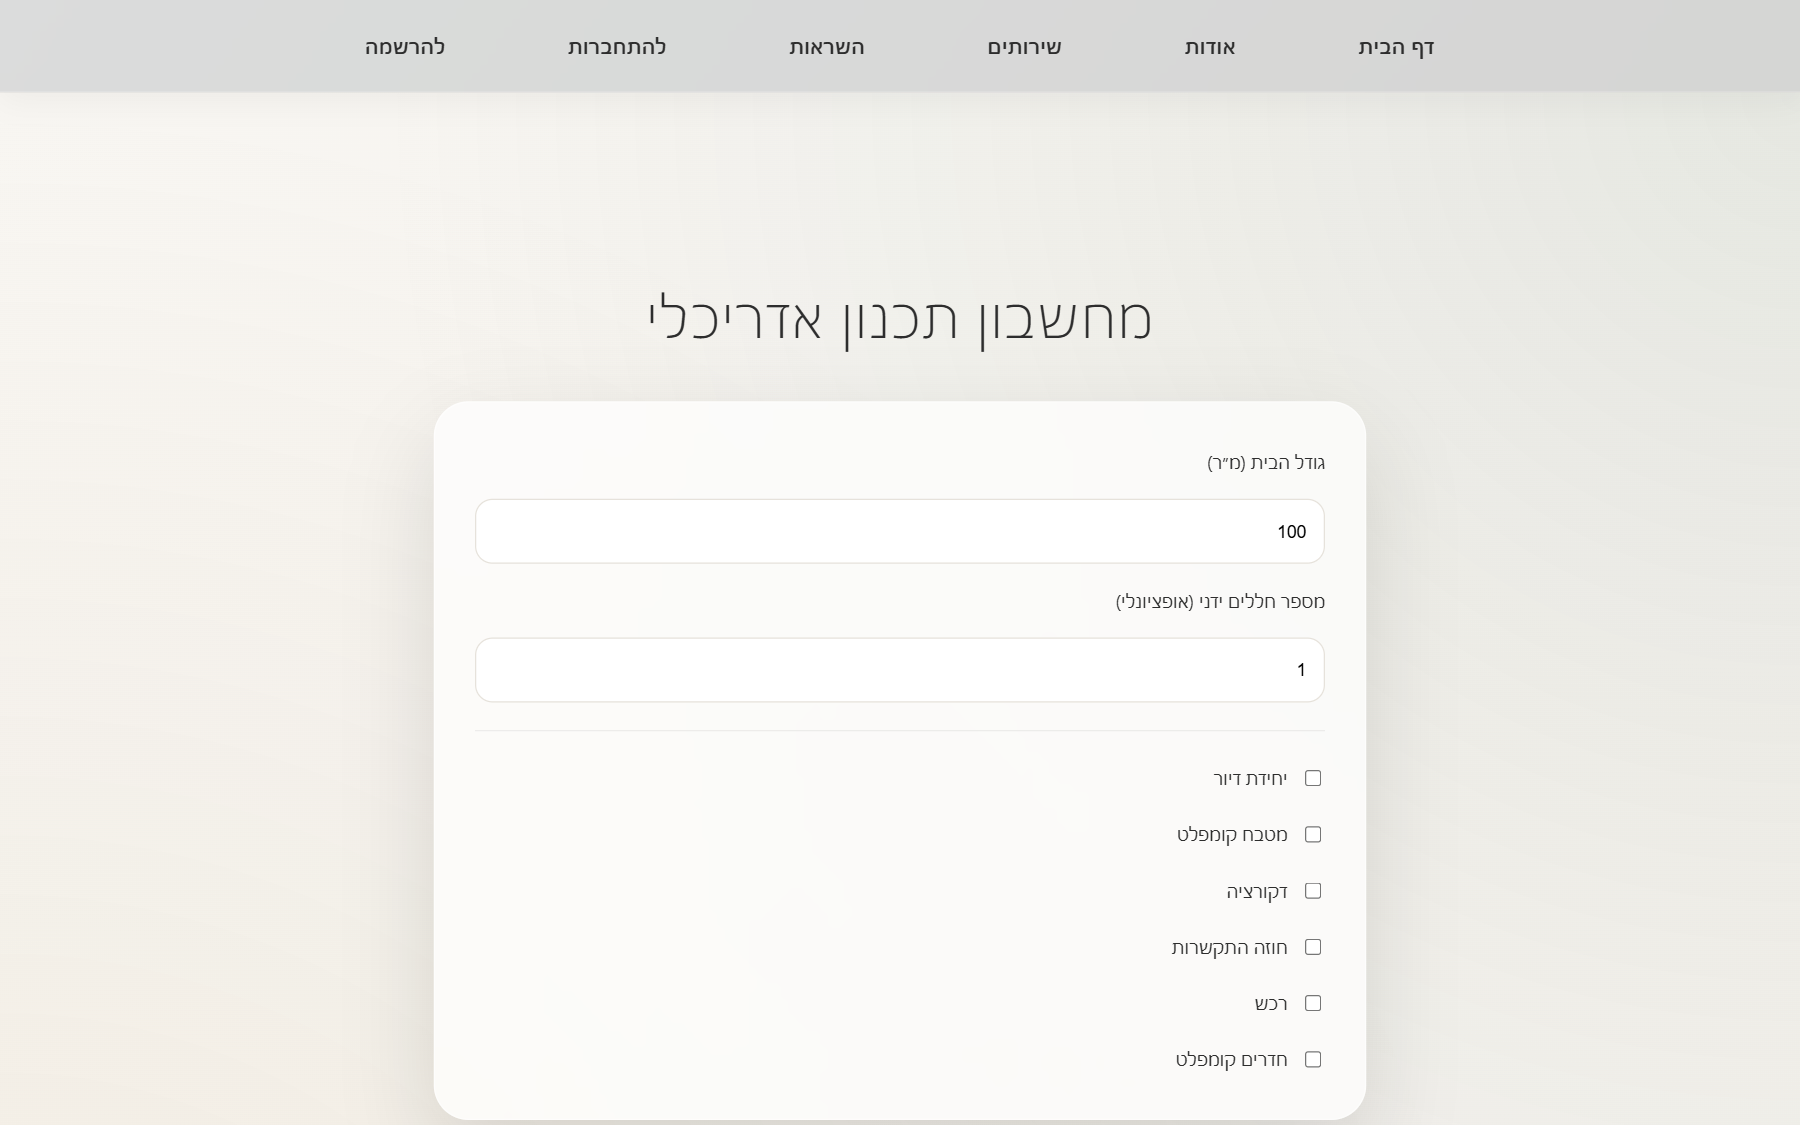 דף הבית אודות שירותים השראות להתחברות להרשמה
מחשבון תכנון אדריכלי
גודל הבית (מ״ר)
100
מספר חללים ידני (אופציונלי)
1
יחידת דיור
מטבח קומפלט
דקורציה
חוזה התקשרות
רכש
חדרים קומפלט